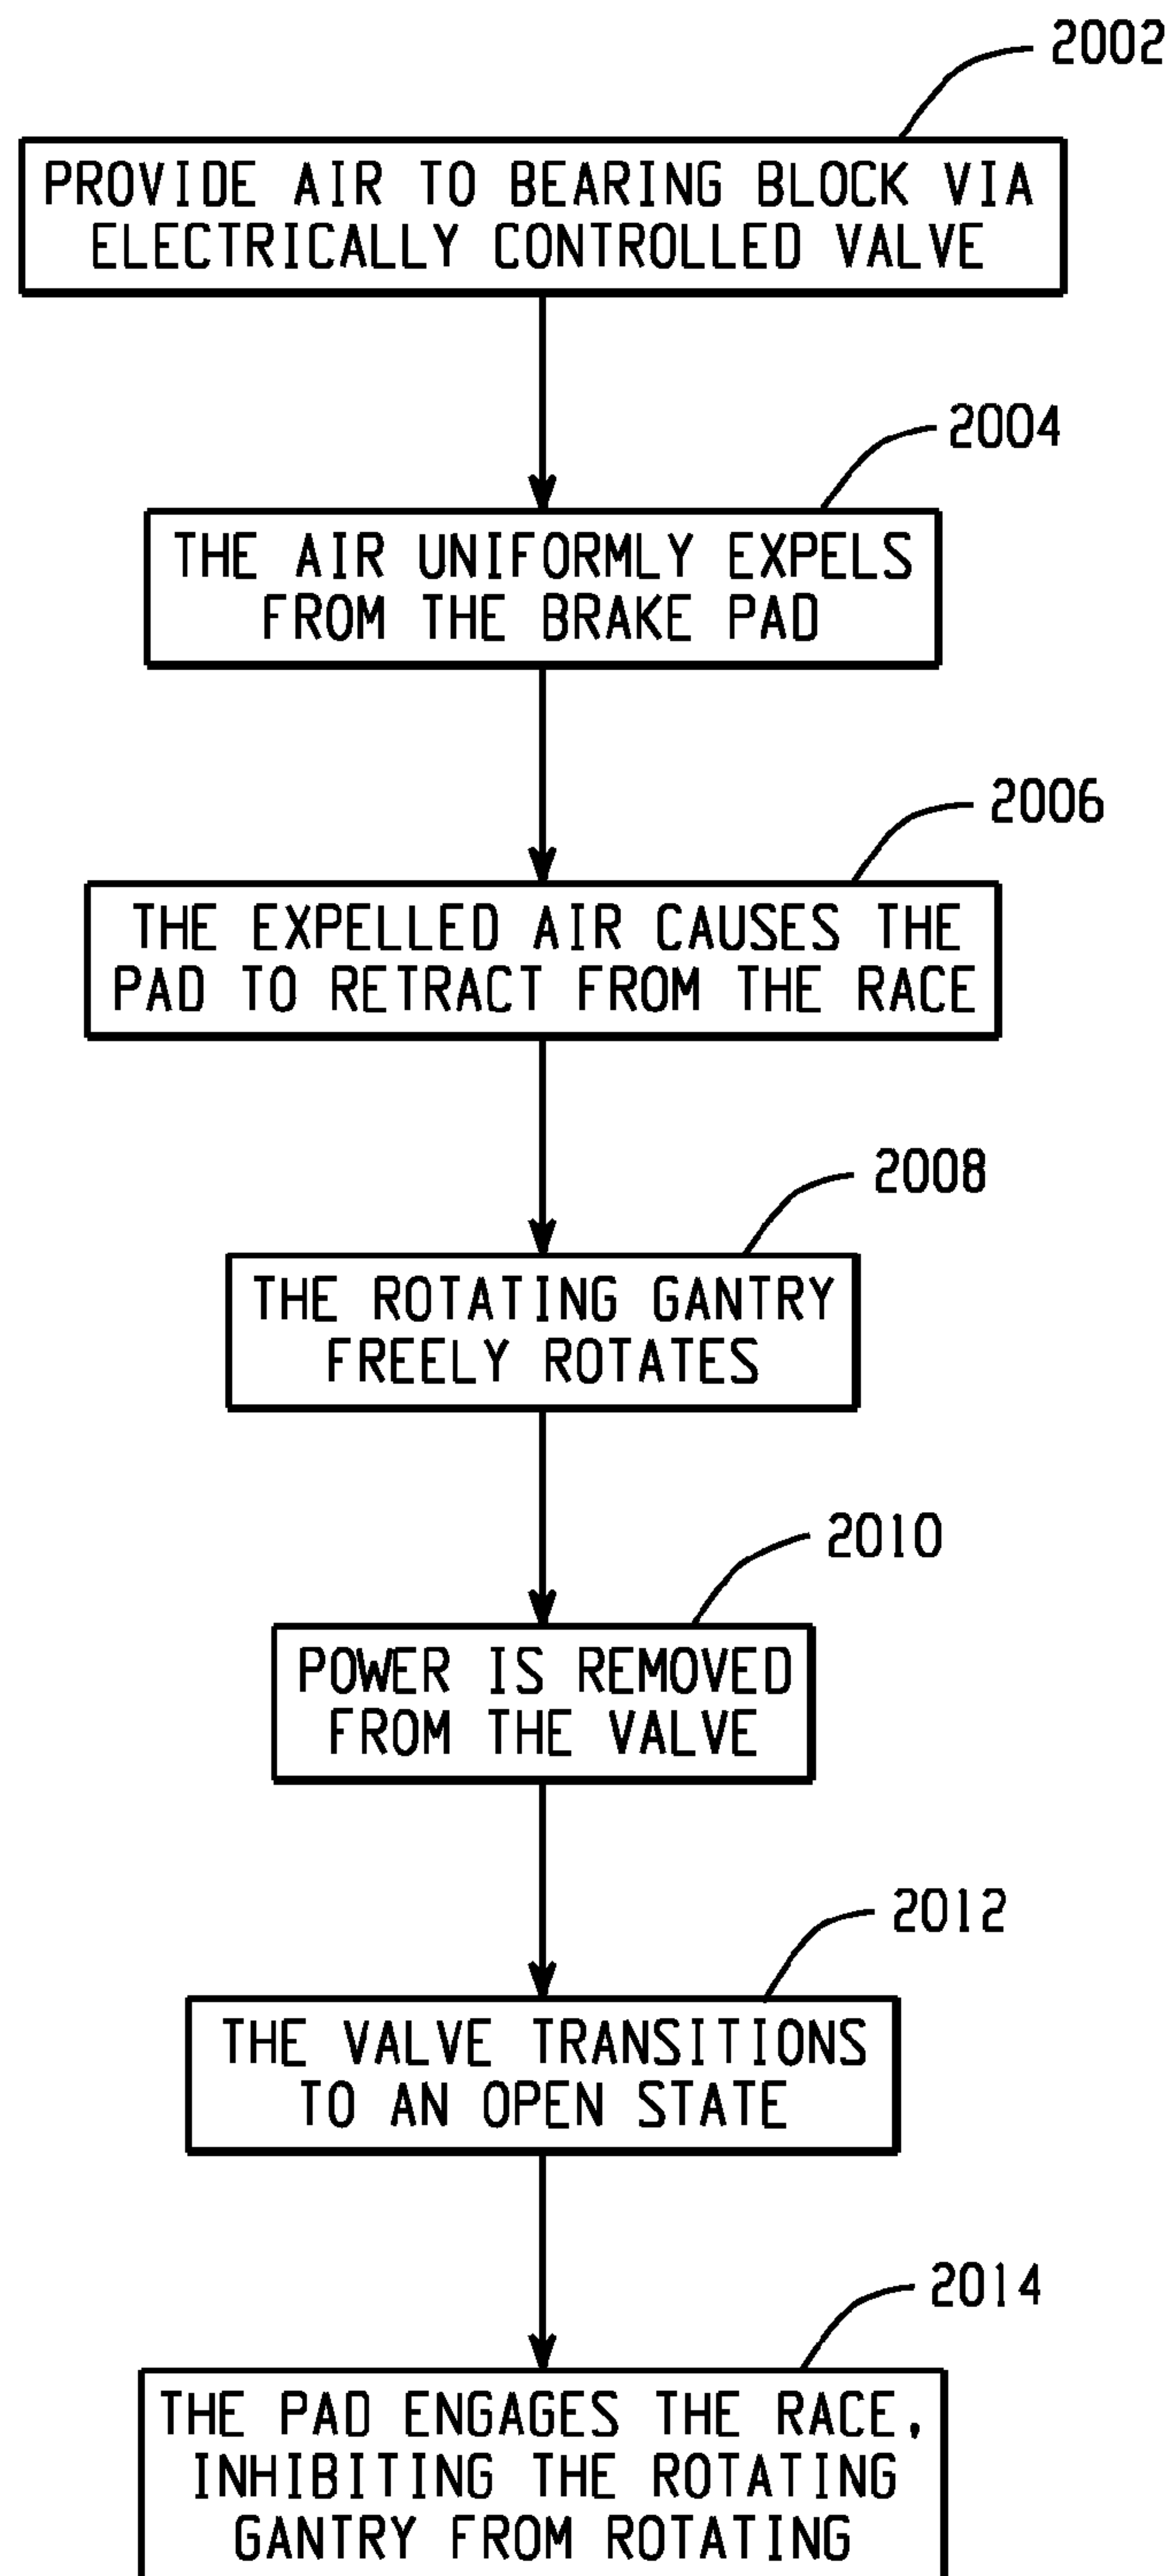 2002
PROVIDE AIR TO BEARING BLOCK VIA
ELECTRICALLY CONTROLLED VALVE
2004
THE AIR UNIFORMLY EXPELS
FROM THE BRAKE PAD
2006
THE EXPELLED AIR CAUSES THE
PAD TO RETRACT FROM THE RACE
2008
THE ROTATING GANTRY
FREELY ROTATES
2010
POWER IS REMOVED
FROM THE VALVE
2012
THE VALVE TRANSITIONS
TO AN OPEN STATE
2014
THE PAD ENGAGES THE RACE,
INHIBITING THE ROTATING
GANTRY FROM ROTATING